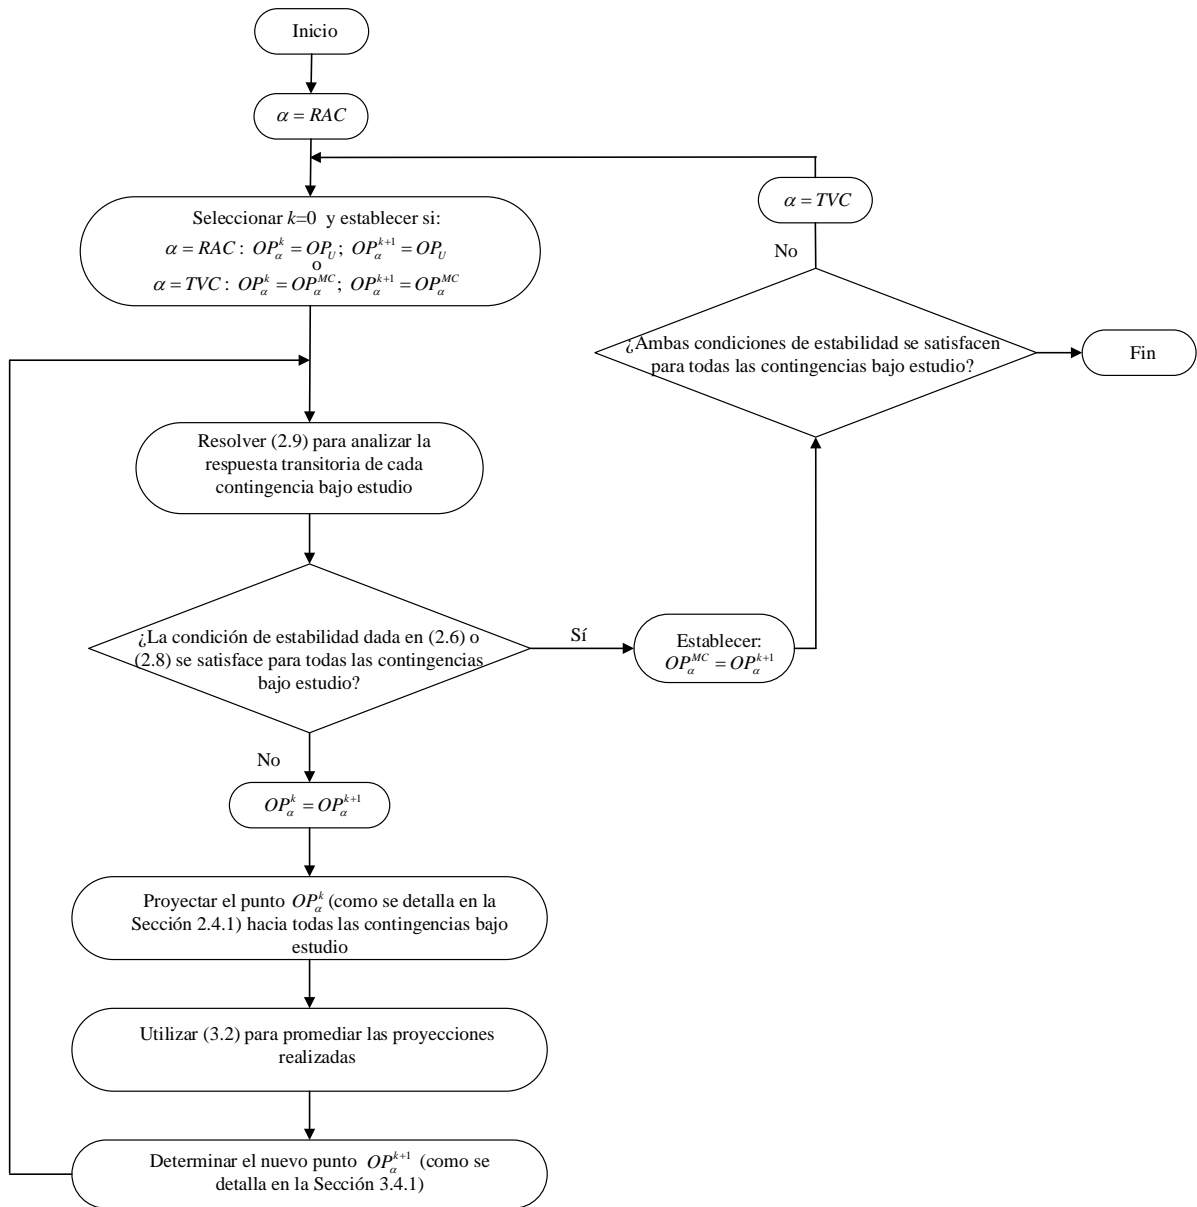 Inicio
α = RAC
Seleccionar k=0 y establecer si:
α = RAC : OP_α^k = OP_U ; OP_α^{k+1} = OP_U
o
α = TVC : OP_α^k = OP_α^{MC} ; OP_α^{k+1} = OP_α^{MC}
Resolver (2.9) para analizar la
respuesta transitoria de cada
contingencia bajo estudio
¿La condición de estabilidad dada en (2.6) o
(2.8) se satisface para todas las contingencias
bajo estudio?
Sí
Establecer:
OP_α^{MC} = OP_α^{k+1}
¿Ambas condiciones de estabilidad se satisfacen
para todas las contingencias bajo estudio?
No
α = TVC
Fin
No
OP_α^k = OP_α^{k+1}
Proyectar el punto OP_α^k (como se detalla en la
Sección 2.4.1) hacia todas las contingencias bajo
estudio
Utilizar (3.2) para promediar las proyecciones
realizadas
Determinar el nuevo punto OP_α^{k+1} (como se
detalla en la Sección 3.4.1)